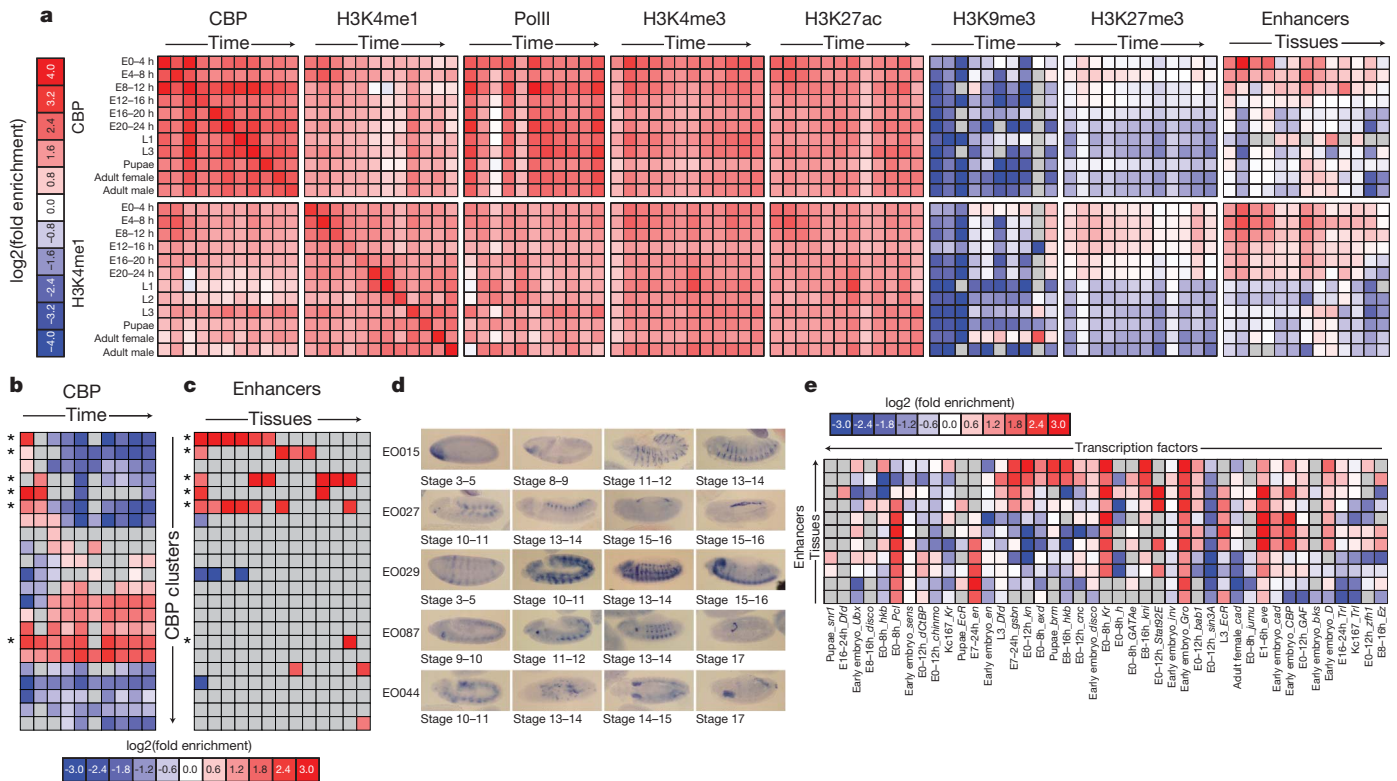 a
CBP H3K4me1 PolII H3K4me3 H3K27ac H3K9me3 H3K27me3 Enhancers
Time Time Time Time Time Time Time Tissues
log2(fold enrichment)
4.0
3.2
2.4
1.6
0.8
0.0
–0.8
–1.6
–2.4
–3.2
–4.0
CBP
E0–4 h
E4–8 h
E8–12 h
E12–16 h
E16–20 h
E20–24 h
L1
L3
Pupae
Adult female
Adult male
H3K4me1
E0–4 h
E4–8 h
E8–12 h
E12–16 h
E16–20 h
E20–24 h
L1
L2
L3
Pupae
Adult female
Adult male
b
CBP
Time
*
*
*
*
*
*
CBP clusters
c
Enhancers
Tissues
*
*
*
*
*
*
log2(fold enrichment)
-3.0 -2.4 -1.8 -1.2 -0.6 0.0 0.6 1.2 1.8 2.4 3.0
d
EO015
Stage 3–5 Stage 8–9 Stage 11–12 Stage 13–14
EO027
Stage 10–11 Stage 13–14 Stage 15–16 Stage 15–16
EO029
Stage 3–5 Stage 10–11 Stage 13–14 Stage 15–16
EO087
Stage 9–10 Stage 11–12 Stage 13–14 Stage 17
EO044
Stage 10–11 Stage 13–14 Stage 14–15 Stage 17
e
log2 (fold enrichment)
-3.0 -2.4 -1.8 -1.2 -0.6 0.0 0.6 1.2 1.8 2.4 3.0
Transcription factors
Enhancers
Tissues
Pupae_snr1
E16–24h_Dfd
Early embryo_Ubx
E8–16h_disco
E0–8h_hkb
E0–8h_Pcl
Early embryo_sens
E0–12h_dCtBP
E0–12h_chinmo
Kc167_Kr
Pupae_EcR
E7–24h_en
Early embryo_en
L3_Dfd
E7–24h_gsbn
E0–12h_kn
E0–8h_exd
Pupae_brm
E8–16h_hkb
E0–12h_cnc
Early embryo_disco
E0–8h_Kr
E0–8h_h
E0–8h_GATAe
E8–16h_kni
E0–12h_Stat92E
Early embryo_inv
Early embryo_Gro
E0–12h_bab1
E0–12h_sin3A
L3_EcR
Adult female_cad
E0–8h_jumu
E1–6h_eve
Early embryo_cad
Early embryo_CBP
E0–12h_GAF
Early embryo_bks
Early embryo_D
E16–24h_Trl
Kc167_Trl
E0–12h_zfh1
E8–16h_Ez